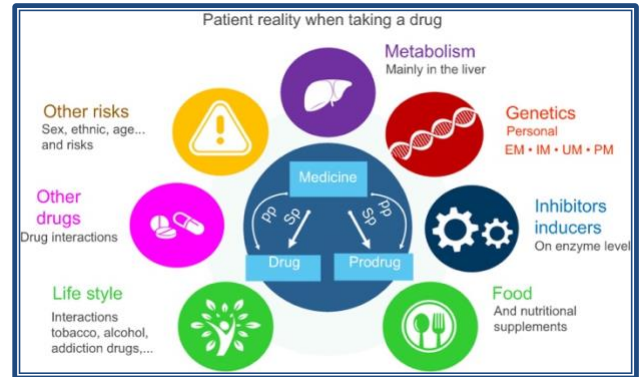 Patient reality when taking a drug
Metabolism
Mainly in the liver
Other risks
Sex, ethnic, age...
and risks
Genetics
Personal
EM • IM • UM • PM
Medicine
pp
Sp
Sp
pp
Drug
Prodrug
Other
drugs
Drug interactions
Inhibitors
inducers
On enzyme level
Life style
Interactions
tobacco, alcohol,
addiction drugs,...
Food
And nutritional
supplements